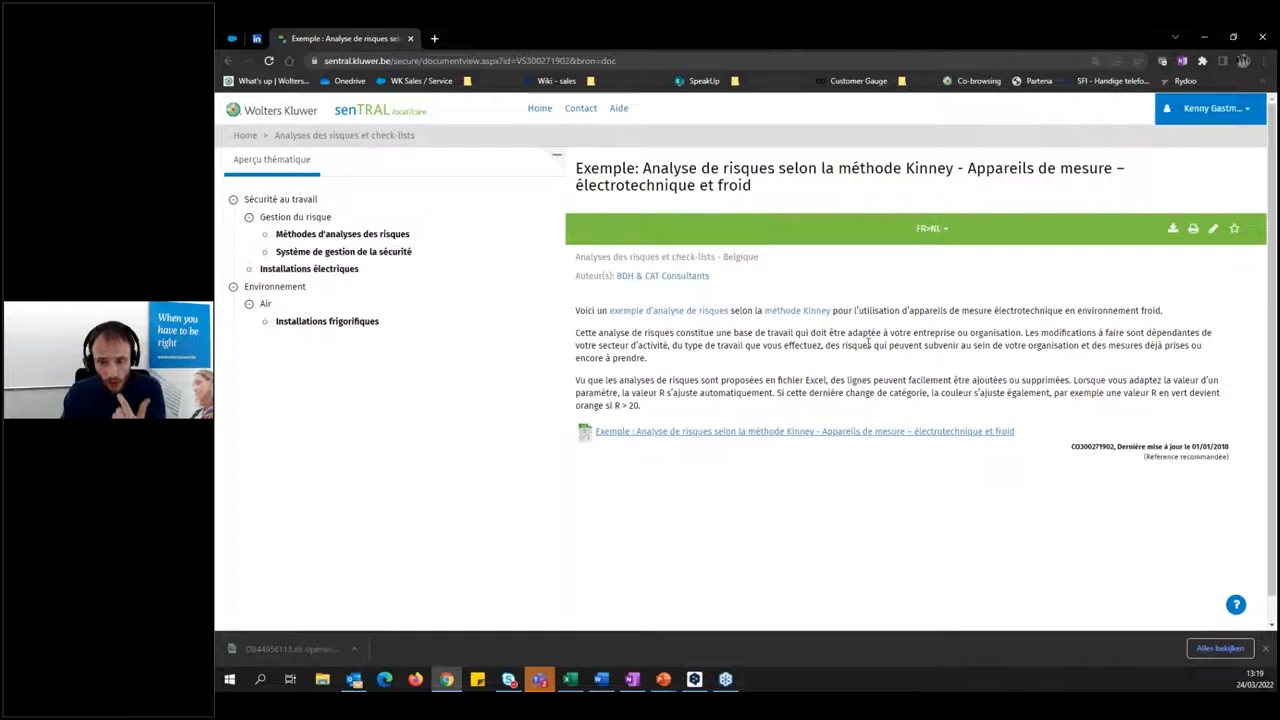 Exemple : Analyse de risques sel
sentral.kluwer.be/secure/documentview.aspx?id=VS300271902&bron=doc
What's up | Wolters... Onedrive WK Sales / Service Wiki - sales SpeakUp Customer Gauge Co-browsing Partena SFI - Handige telefo... Rydoo
Wolters Kluwer senTRAL local/care Home Contact Aide Kenny Gastm...
Home > Analyses des risques et check-lists
Aperçu thématique
Sécurité au travail
Gestion du risque
Méthodes d'analyses des risques
Système de gestion de la sécurité
Installations électriques
Environnement
Air
Installations frigorifiques
Exemple: Analyse de risques selon la méthode Kinney - Appareils de mesure –
électrotechnique et froid
FR>NL
Analyses des risques et check-lists - Belgique
Auteur(s): BDH & CAT Consultants
Voici un exemple d'analyse de risques selon la méthode Kinney pour l'utilisation d'appareils de mesure électrotechnique en environnement froid.
Cette analyse de risques constitue une base de travail qui doit être adaptée à votre entreprise ou organisation. Les modifications à faire sont dépendantes de
votre secteur d'activité, du type de travail que vous effectuez, des risques qui peuvent subvenir au sein de votre organisation et des mesures déjà prises ou
encore à prendre.
Vu que les analyses de risques sont proposées en fichier Excel, des lignes peuvent facilement être ajoutées ou supprimées. Lorsque vous adaptez la valeur d'un
paramètre, la valeur R s'ajuste automatiquement. Si cette dernière change de catégorie, la couleur s'ajuste également, par exemple une valeur R en vert devient
orange si R > 20.
Exemple : Analyse de risques selon la méthode Kinney - Appareils de mesure – électrotechnique et froid
CO300271902, Dernière mise à jour le 01/01/2018
(Référence recommandée)
When you
have to be
right
?
Alles bekijken
13:19
24/03/2022